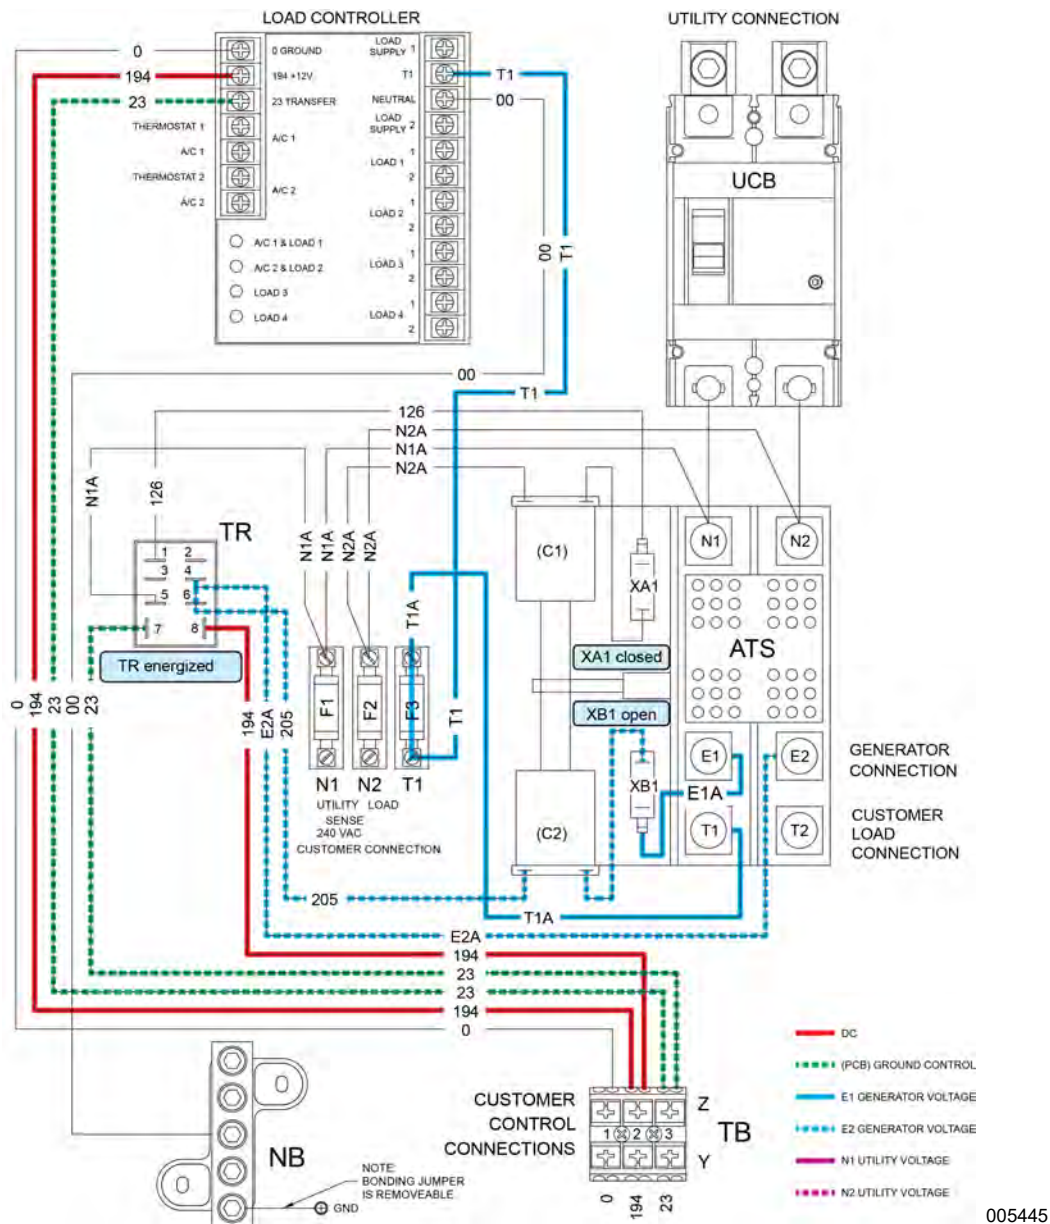 LOAD CONTROLLER
UTILITY CONNECTION
0
194
23
THERMOSTAT 1
A/C 1
THERMOSTAT 2
A/C 2
0 GROUND
194 +12V
23 TRANSFER
A/C 1
A/C 2
A/C 1 & LOAD 1
A/C 2 & LOAD 2
LOAD 3
LOAD 4
LOAD
SUPPLY 1
T1
NEUTRAL
LOAD
SUPPLY 2
LOAD 1
1
2
LOAD 2
1
2
LOAD 3
1
2
LOAD 4
1
2
T1
00
00
T1
UCB
00
T1
126
N2A
N1A
N2A
N1A
126
TR
1 2
3 4
5 6
7 8
TR energized
N1A
N1A
N2A
N2A
T1A
T1
0
194
23
00
23
194
E2A
205
F1
F2
F3
N1 N2 T1
UTILITY LOAD
SENSE
240 VAC
CUSTOMER CONNECTION
(C1)
XA1
XA1 closed
XB1 open
XB1
(C2)
N1
N2
ATS
E1
E2
E1A
T1
T2
GENERATOR
CONNECTION
CUSTOMER
LOAD
CONNECTION
205
T1A
E2A
194
23
23
194
0
NB
NOTE:
BONDING JUMPER
IS REMOVEABLE
GND
CUSTOMER
CONTROL
CONNECTIONS
1 2 3
Z
TB
Y
0
194
23
DC
(PCB) GROUND CONTROL
E1 GENERATOR VOLTAGE
E2 GENERATOR VOLTAGE
N1 UTILITY VOLTAGE
N2 UTILITY VOLTAGE
005445